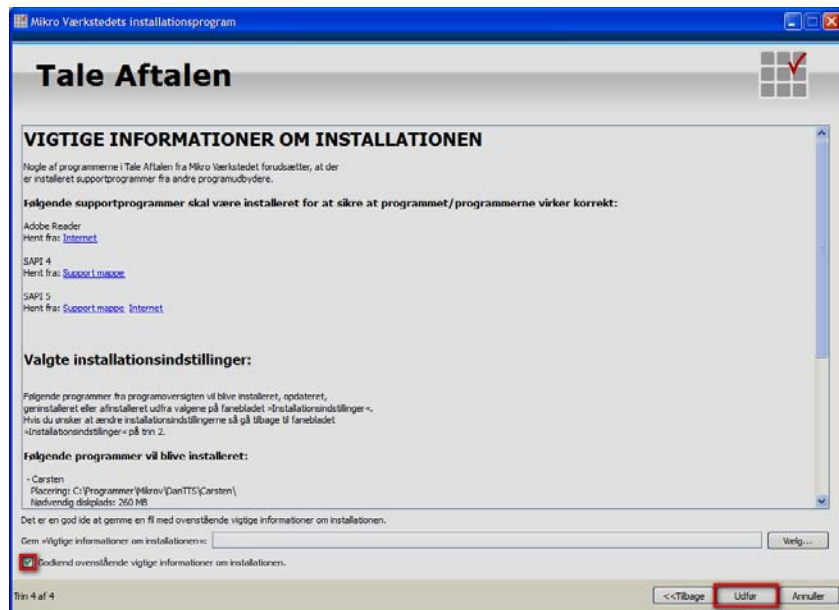 Mikro Værkstedets installationsprogram
Tale Aftalen
VIGTIGE INFORMATIONER OM INSTALLATIONEN
Nogle af programmerne i Tale Aftalen fra Mikro Værkstedet forudsætter, at der
er installeret supportprogrammer fra andre programudbydere.
Følgende supportprogrammer skal være installeret for at sikre at programmet/programmerne virker korrekt:
Adobe Reader
Hent fra: Internet
SAPI 4
Hent fra: Support mappe
SAPI 5
Hent fra: Support mappe Internet
Valgte installationsindstillinger:
Følgende programmer fra programoversigten vil blive installeret, opdateret,
geninstalleret eller afinstalleret udfra valgene på fanebladet »Installationsindstillinger«.
Hvis du ønsker at ændre installationsindstillingerne så gå tilbage til fanebladet
»Installationsindstillinger« på trin 2.
Følgende programmer vil blive installeret:
- Carsten
Placering: C:\Programmer\Mikrov\DanTTS\Carsten\
Nødvendig diskplads: 260 MB
Det er en god ide at gemme en fil med ovenstående vigtige informationer om installationen.
Gem »Vigtige informationer om installationen«: Vælg...
Godkend ovenstående vigtige informationer om installationen.
Trin 4 af 4 <<Tilbage Udfør Annuller